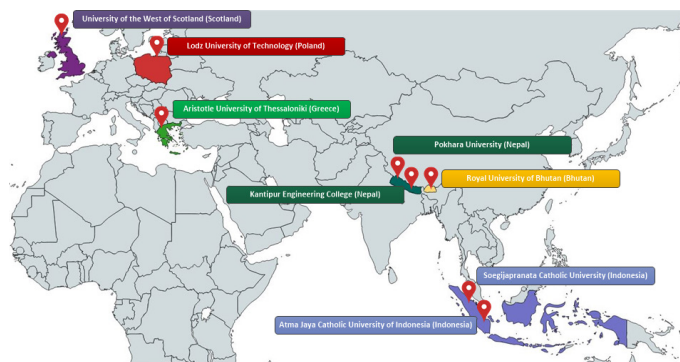 University of the West of Scotland (Scotland)
Lodz University of Technology (Poland)
Aristotle University of Thessaloniki (Greece)
Pokhara University (Nepal)
Royal University of Bhutan (Bhutan)
Kantipur Engineering College (Nepal)
Soegijapranata Catholic University (Indonesia)
Atma Jaya Catholic University of Indonesia (Indonesia)